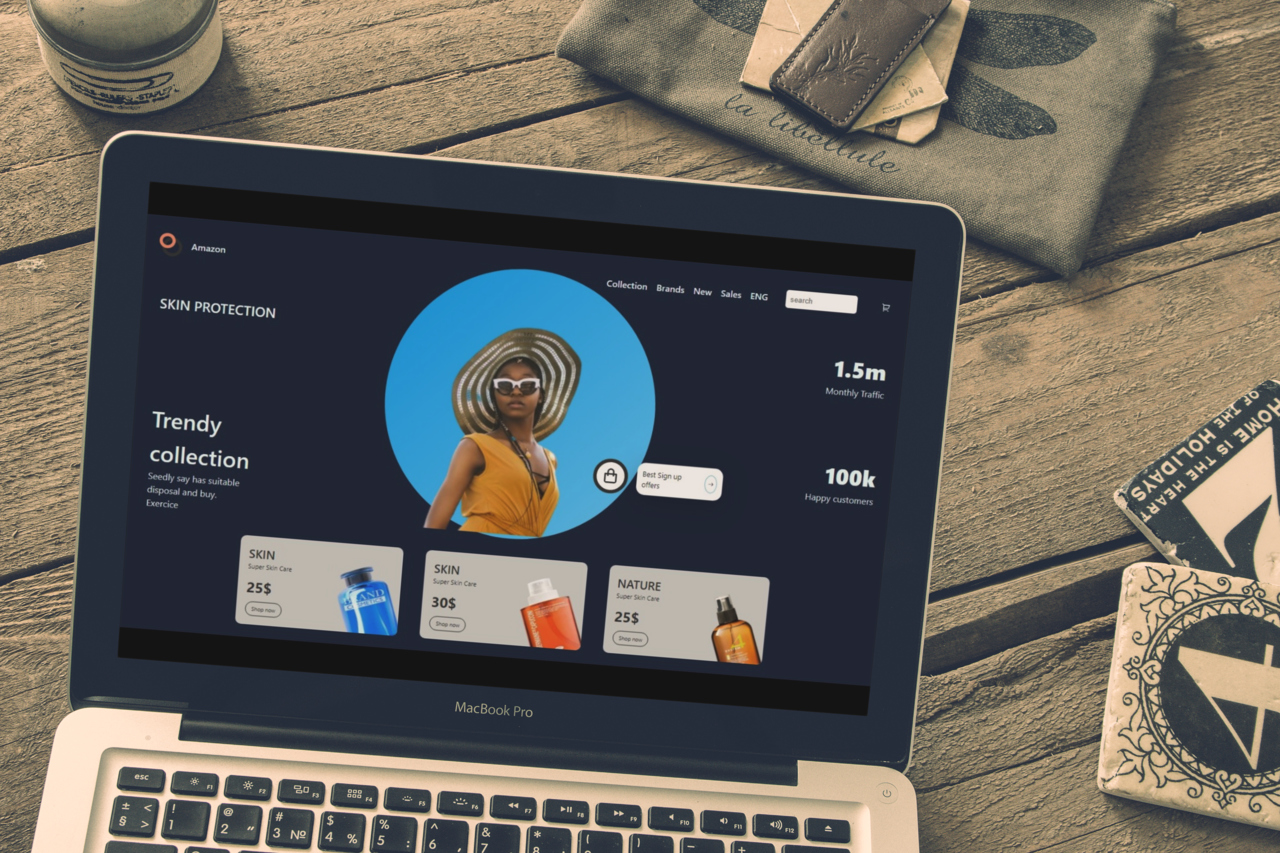 la libellule
HOME IS THE HEART
OF THE HOLIDAYS
Amazon
Collection Brands New Sales ENG
search
SKIN PROTECTION
1.5m
Monthly Traffic
Trendy
collection
Seedly say has suitable
disposal and buy.
Exercice
Best Sign up
offers
100k
Happy customers
SKIN
Super Skin Care
25$
Shop now
SKIN
Super Skin Care
30$
Shop now
NATURE
Super Skin Care
25$
Shop now
COSMETICS
MacBook Pro
esc F1 F2 F3 F4 F5 F6 F7 F8 F9 F10 F11 F12
± < ! @ # $ % ^ & * (
§ > 1 2 " 3 № 4 % 5 : 6 , 7 . 8